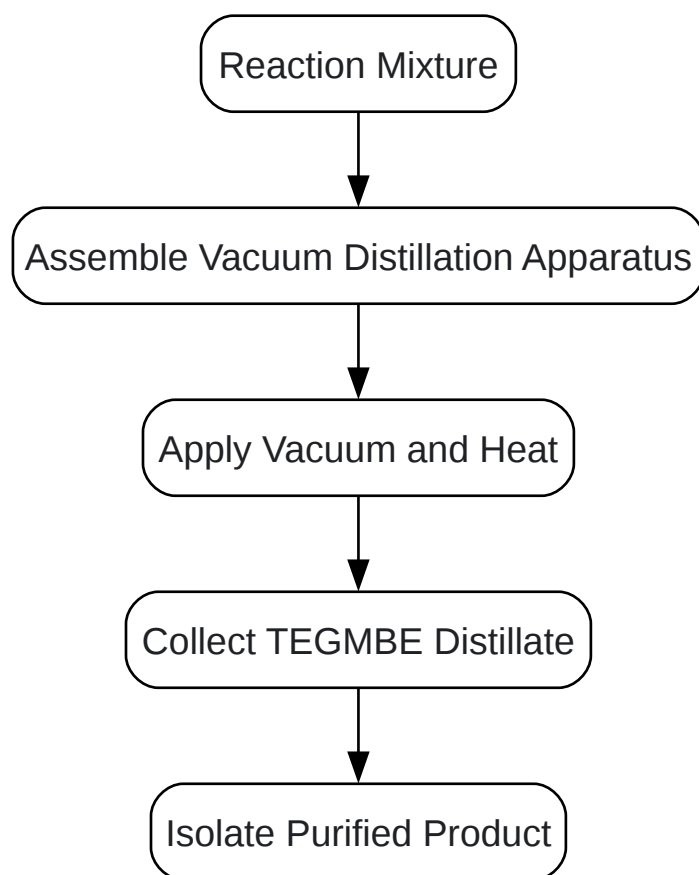 Reaction Mixture
Assemble Vacuum Distillation Apparatus
Apply Vacuum and Heat
Collect TEGMBE Distillate
Isolate Purified Product